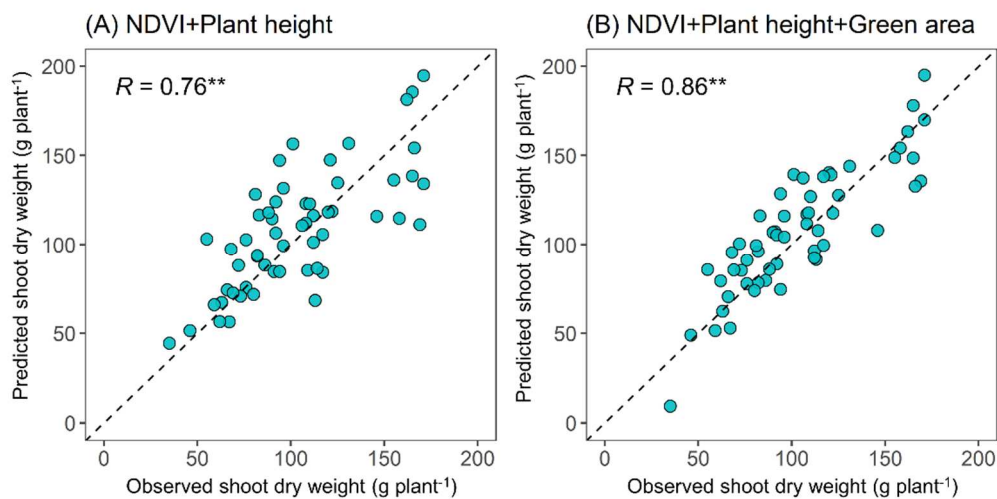 (A) NDVI+Plant height
R = 0.76**
Predicted shoot dry weight (g plant⁻¹)
200
150
100
50
0
0 50 100 150 200
Observed shoot dry weight (g plant⁻¹)
(B) NDVI+Plant height+Green area
R = 0.86**
Predicted shoot dry weight (g plant⁻¹)
200
150
100
50
0
0 50 100 150 200
Observed shoot dry weight (g plant⁻¹)